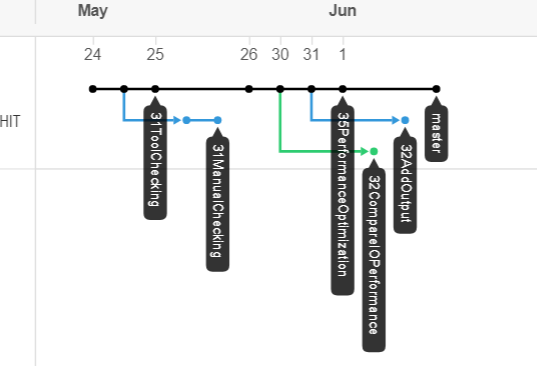 May
Jun
24
25
26
30
31
1
HIT
31ToolChecking
31ManualChecking
35PerformanceOptimization
32CompareIOPerformance
32AddOutput
master